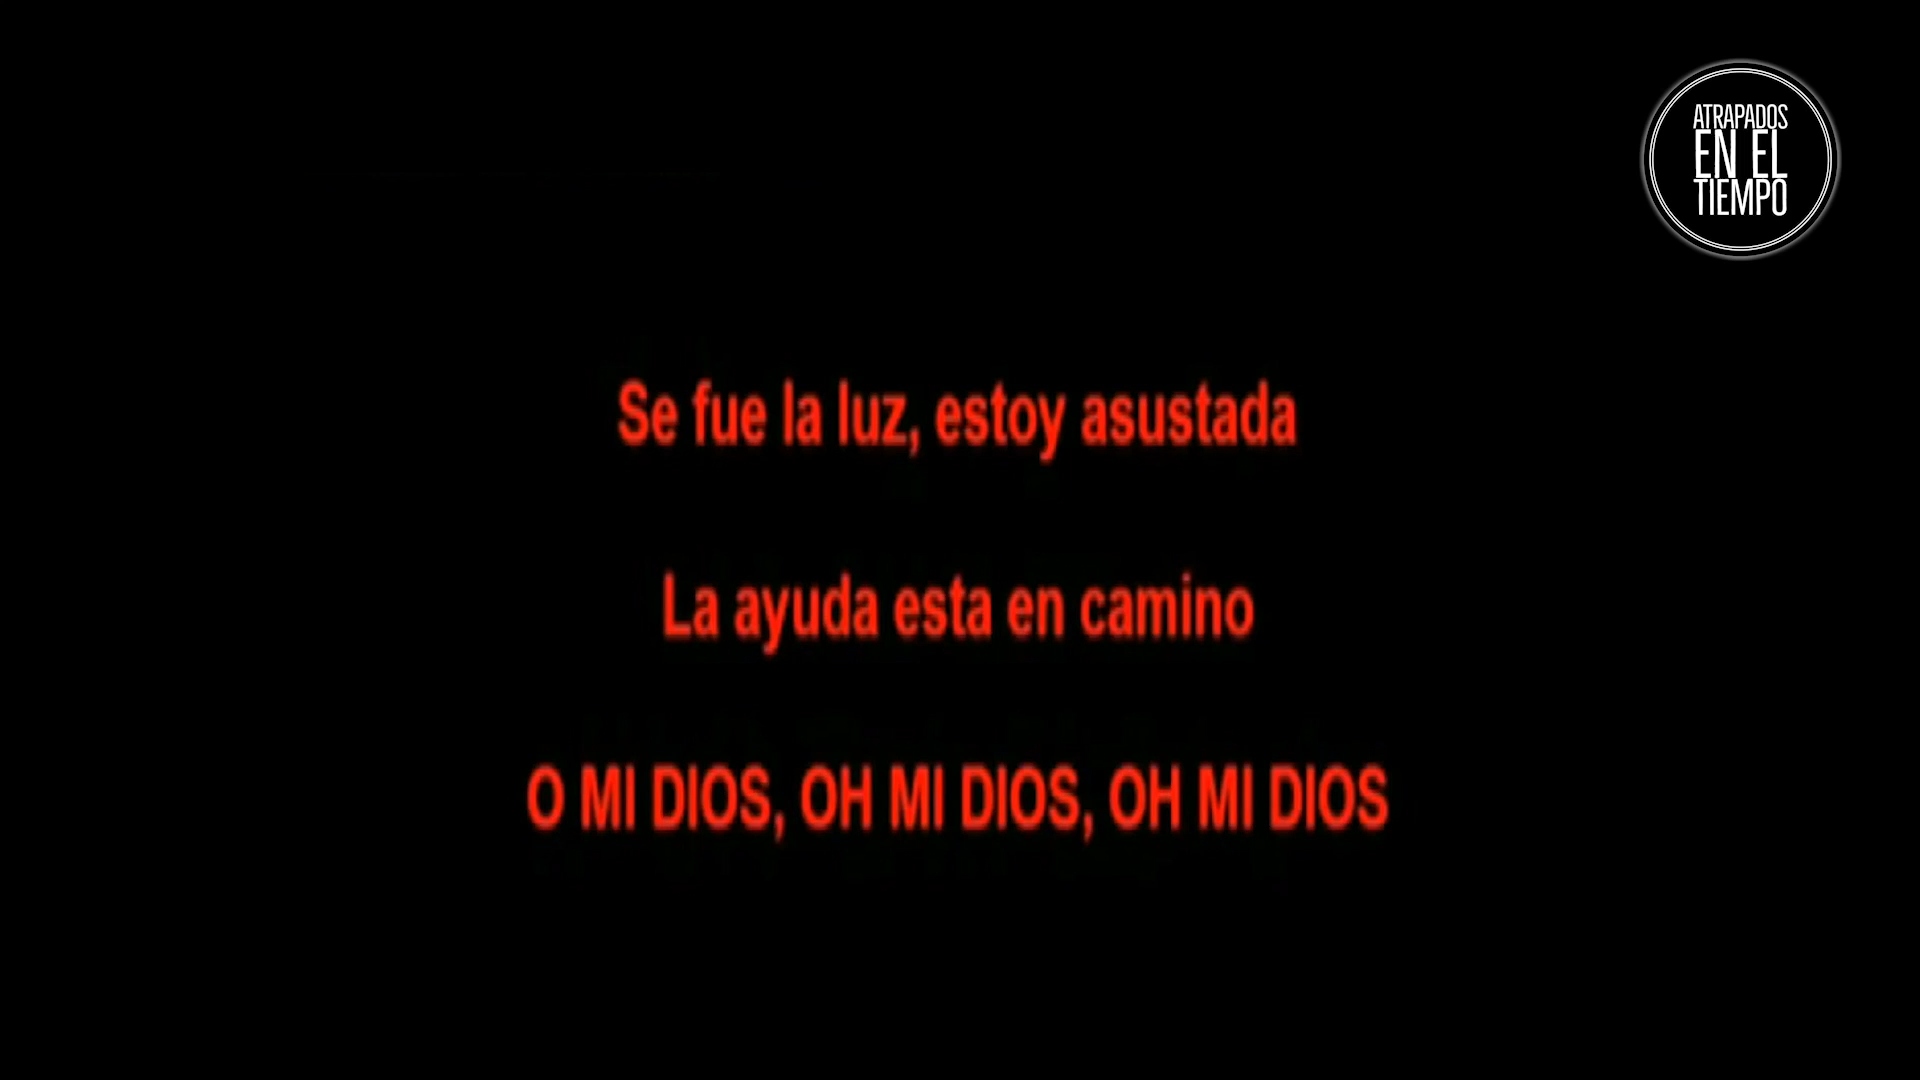 ATRAPADOS
EN EL
TIEMPO
Se fue la luz, estoy asustada
La ayuda esta en camino
O MI DIOS, OH MI DIOS, OH MI DIOS